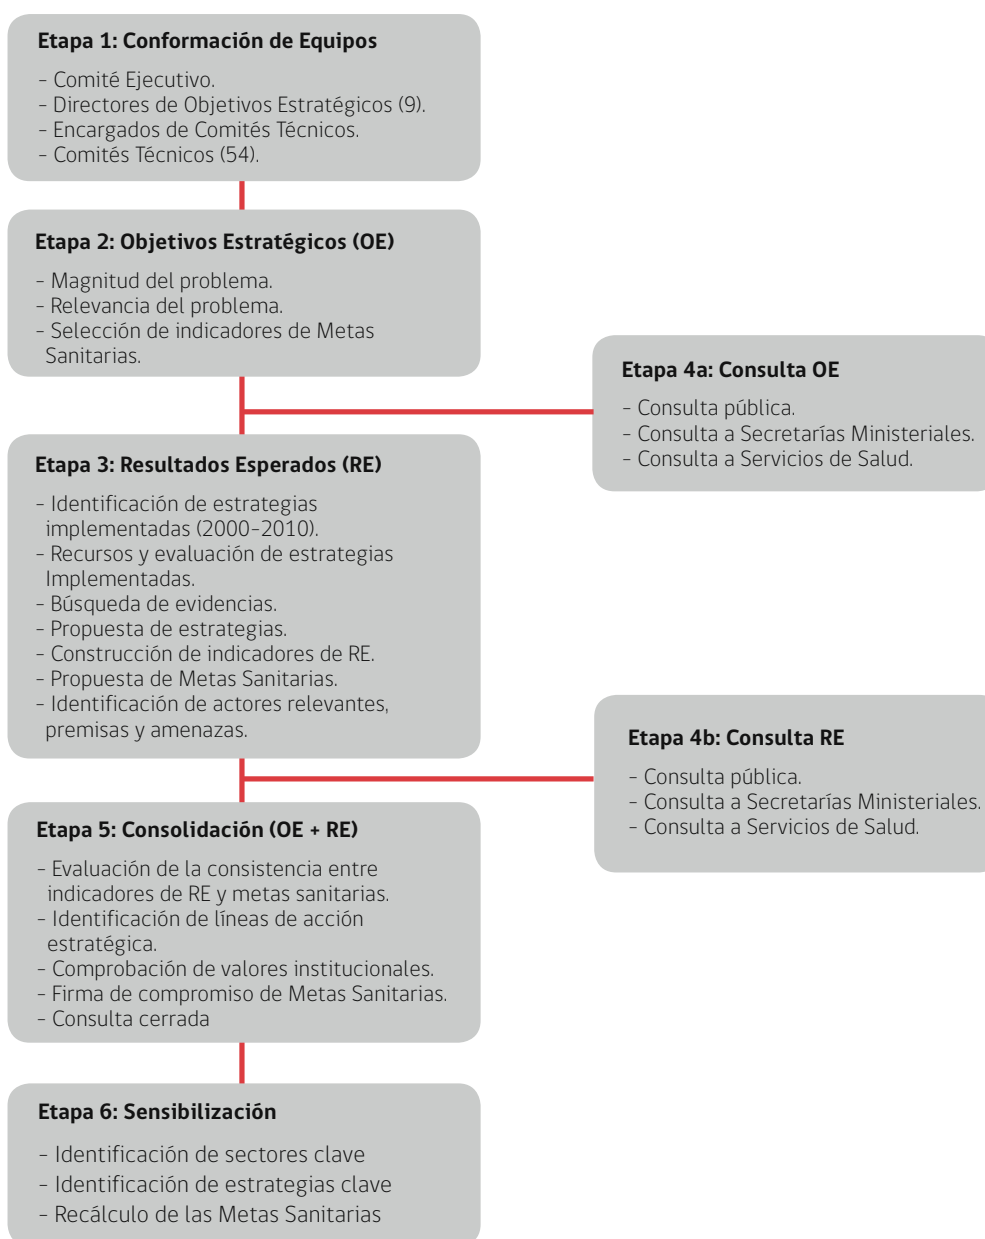 Etapa 1: Conformación de Equipos
– Comité Ejecutivo.
– Directores de Objetivos Estratégicos (9).
– Encargados de Comités Técnicos.
– Comités Técnicos (54).
Etapa 2: Objetivos Estratégicos (OE)
– Magnitud del problema.
– Relevancia del problema.
– Selección de indicadores de Metas
Sanitarias.
Etapa 4a: Consulta OE
– Consulta pública.
– Consulta a Secretarías Ministeriales.
– Consulta a Servicios de Salud.
Etapa 3: Resultados Esperados (RE)
– Identificación de estrategias
implementadas (2000–2010).
– Recursos y evaluación de estrategias
Implementadas.
– Búsqueda de evidencias.
– Propuesta de estrategias.
– Construcción de indicadores de RE.
– Propuesta de Metas Sanitarias.
– Identificación de actores relevantes,
premisas y amenazas.
Etapa 4b: Consulta RE
– Consulta pública.
– Consulta a Secretarías Ministeriales.
– Consulta a Servicios de Salud.
Etapa 5: Consolidación (OE + RE)
– Evaluación de la consistencia entre
indicadores de RE y metas sanitarias.
– Identificación de líneas de acción
estratégica.
– Comprobación de valores institucionales.
– Firma de compromiso de Metas Sanitarias.
– Consulta cerrada
Etapa 6: Sensibilización
– Identificación de sectores clave
– Identificación de estrategias clave
– Recálculo de las Metas Sanitarias